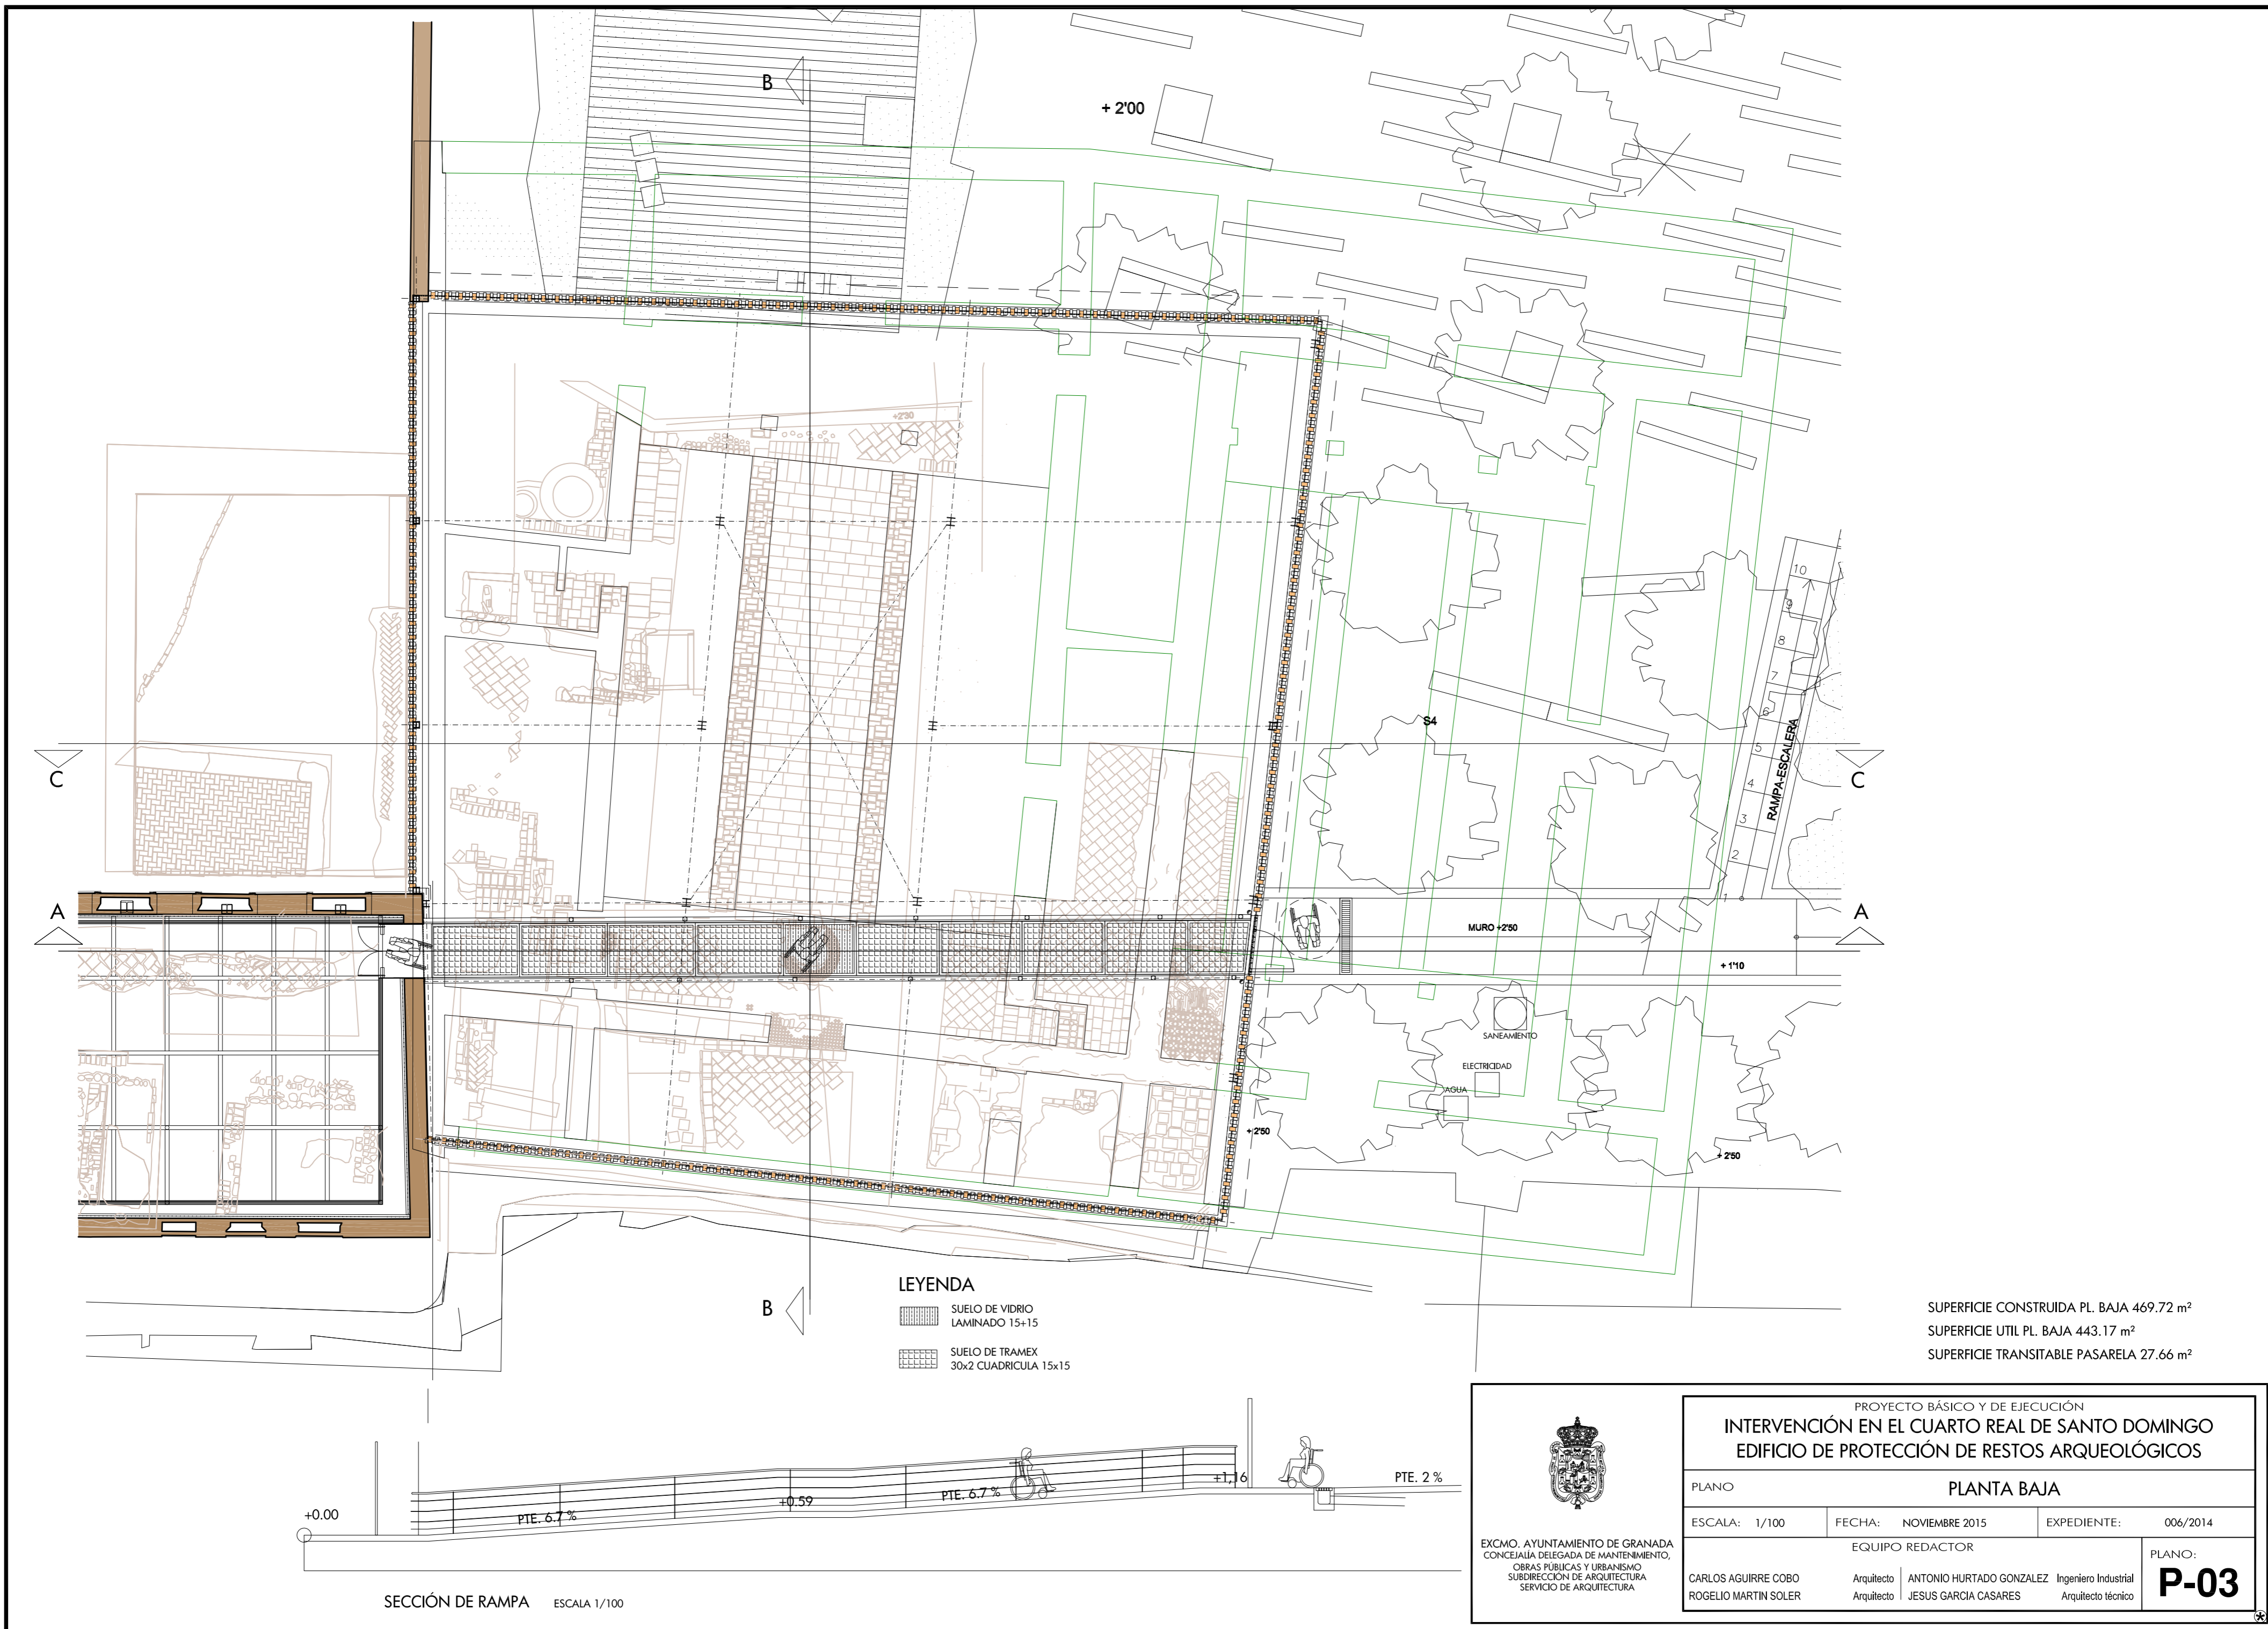 B
+ 2'00
+2'30
10
9
8
7
6
5
4
3
2
1
RAMPA-ESCALERA
S4
C
C
A
A
MURO +2'50
+ 1'10
SANEAMIENTO
ELECTRICIDAD
AGUA
+ 2'50
+ 2'50
B
LEYENDA
SUELO DE VIDRIO
LAMINADO 15+15
SUELO DE TRAMEX
30x2 CUADRICULA 15x15
SUPERFICIE CONSTRUIDA PL. BAJA 469.72 m²
SUPERFICIE UTIL PL. BAJA 443.17 m²
SUPERFICIE TRANSITABLE PASARELA 27.66 m²
+0.00
PTE. 6.7 %
+0.59
PTE. 6.7 %
+1,16
PTE. 2 %
SECCIÓN DE RAMPA ESCALA 1/100
EXCMO. AYUNTAMIENTO DE GRANADA
CONCEJALÍA DELEGADA DE MANTENIMIENTO,
OBRAS PÚBLICAS Y URBANISMO
SUBDIRECCIÓN DE ARQUITECTURA
SERVICIO DE ARQUITECTURA
PROYECTO BÁSICO Y DE EJECUCIÓN
INTERVENCIÓN EN EL CUARTO REAL DE SANTO DOMINGO
EDIFICIO DE PROTECCIÓN DE RESTOS ARQUEOLÓGICOS
PLANO PLANTA BAJA
ESCALA: 1/100 FECHA: NOVIEMBRE 2015 EXPEDIENTE: 006/2014
EQUIPO REDACTOR
CARLOS AGUIRRE COBO Arquitecto ANTONIO HURTADO GONZALEZ Ingeniero Industrial
ROGELIO MARTIN SOLER Arquitecto JESUS GARCIA CASARES Arquitecto técnico
PLANO:
P-03